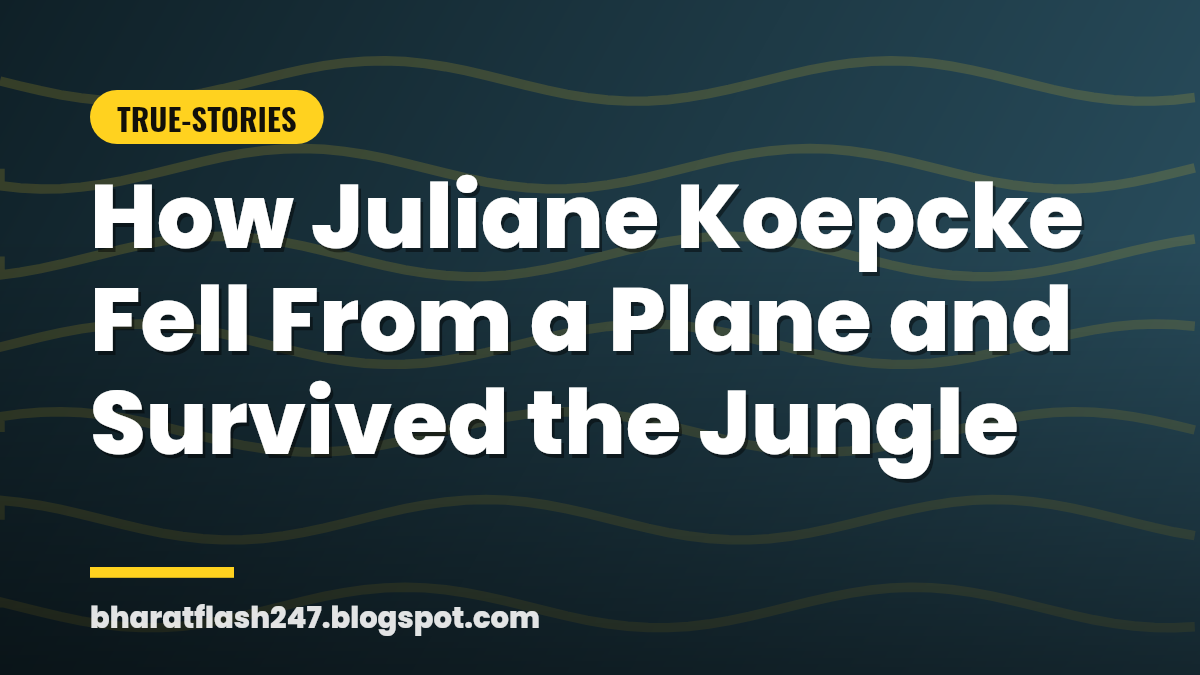 TRUE-STORIES
How Juliane Koepcke
Fell From a Plane and
Survived the Jungle
bharatflash247.blogspot.com